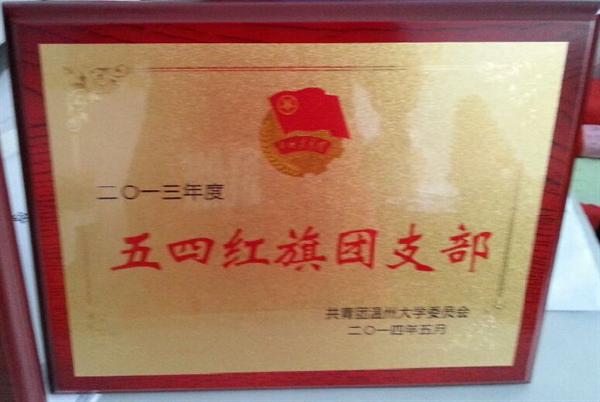 二〇一三年度
五四红旗团支部
共青团温州大学委员会
二〇一四年五月